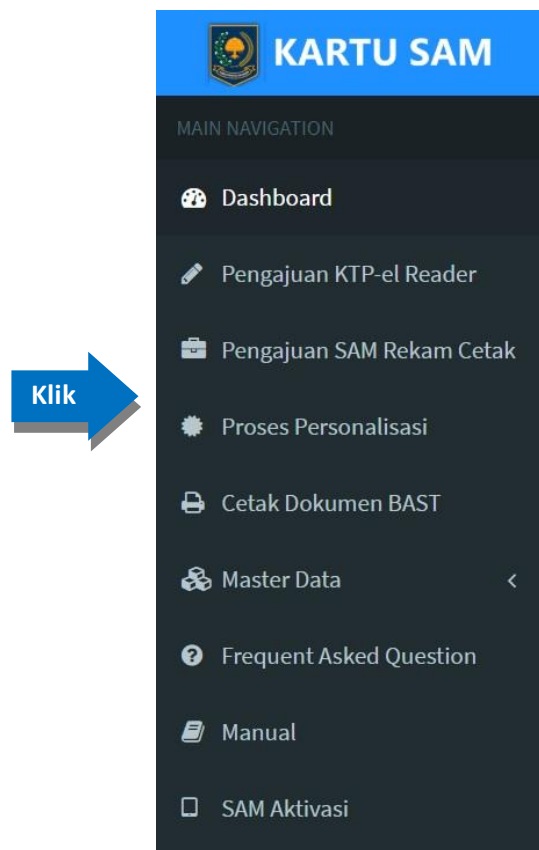 KARTU SAM
MAIN NAVIGATION
Dashboard
Pengajuan KTP-el Reader
Pengajuan SAM Rekam Cetak
Klik
Proses Personalisasi
Cetak Dokumen BAST
Master Data
Frequent Asked Question
Manual
SAM Aktivasi